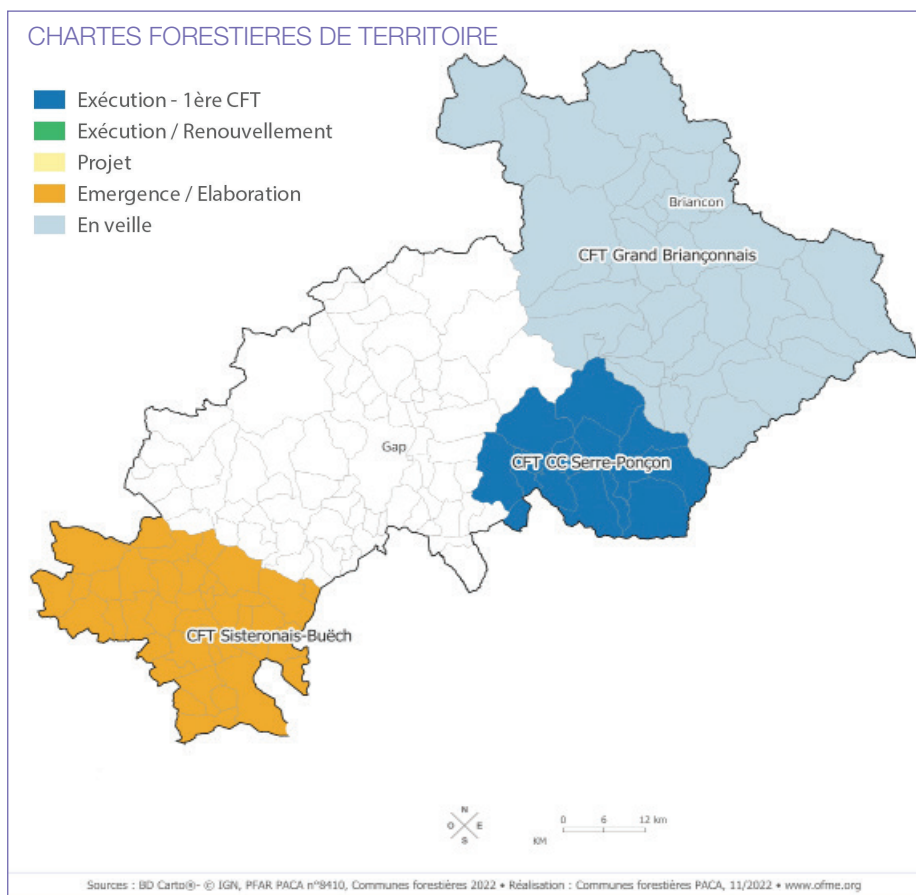 CHARTES FORESTIERES DE TERRITOIRE
Exécution - 1ère CFT
Exécution / Renouvellement
Projet
Emergence / Elaboration
En veille
Briancon
CFT Grand Briançonnais
Gap
CFT CC Serre-Ponçon
CFT Sisteronais-Buëch
N
O E
S
0 6 12 km
KM
Sources : BD Carto®- © IGN, PFAR PACA n°8410, Communes forestières 2022 • Réalisation : Communes forestières PACA, 11/2022 • www.ofme.org